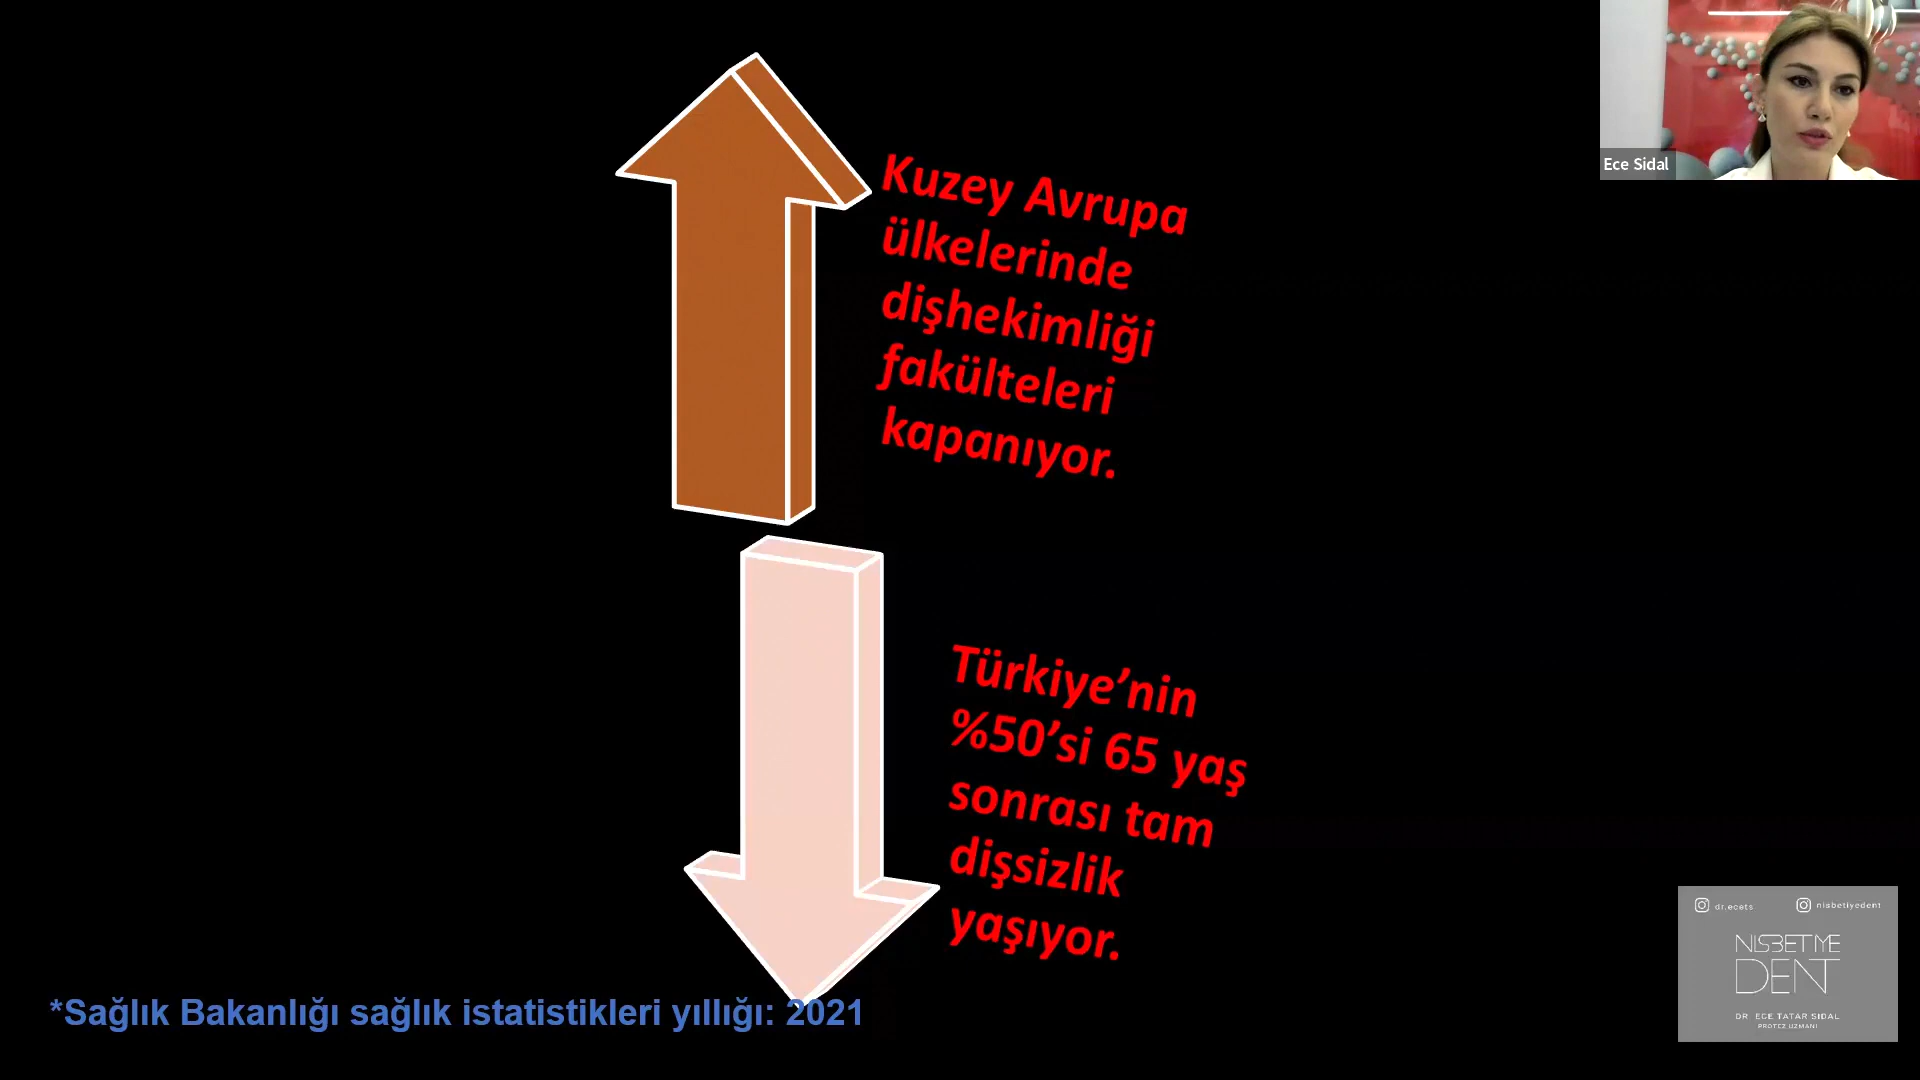 Ece Sidal
Kuzey Avrupa
ülkelerinde
dişhekimliği
fakülteleri
kapanıyor.
Türkiye’nin
%50’si 65 yaş
sonrası tam
dişsizlik
yaşıyor.
*Sağlık Bakanlığı sağlık istatistikleri yıllığı: 2021
dr.ecets nisbetiyedent
NISBETIYE
DENT
DR. ECE TATAR SIDAL
PROTEZ UZMANI